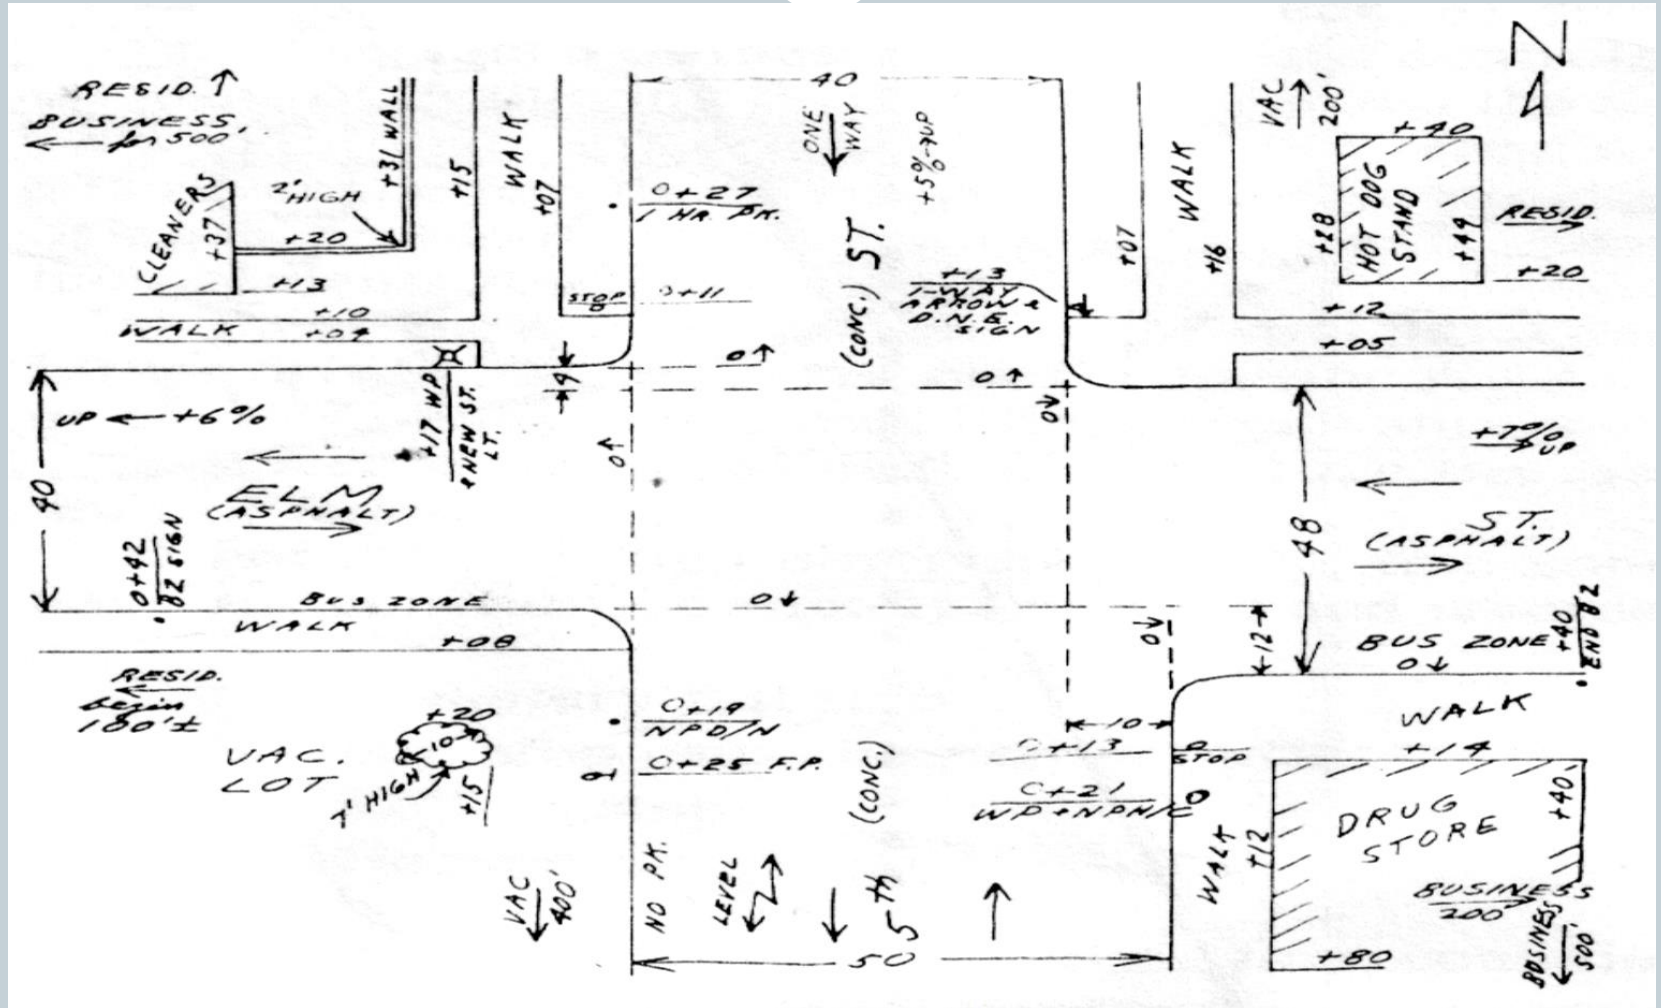 N
RESID. ↑
BUSINESS,
← for 500'
CLEANERS
+37
2' HIGH
+20
+13
+10
WALK
+04
+31 WALL
+15
WALK
+07
40
0+27
1 HR. PK.
STOP
0+11
ONE WAY
↓
+5% → UP
(CONC.) ST.
+13
1-WAY
ARROW &
D.N.E.
SIGN
+07
WALK
+16
VAC
→
200'
+40
+28
HOT DOG
STAND
+44
RESID.
+20
+12
+05
0↑
0↑
4
0↓
0↑
UP ← +6%
40
+17 WP
+ NEW ST.
LT.
←
ELM
(ASPHALT)
→
0+42
BZ SIGN
BUS ZONE
WALK
+08
0↓
0↓
+7%
→ UP
←
48
ST.
(ASPHALT)
→
12
BUS ZONE
0↓
+40
END BZ
WALK
+14
RESID.
←
begin
100'±
VAC.
LOT
+20
10
HIGH
+15
0+19
NPD/N
0+25 F.P.
(CONC.)
10
0+13
STOP
0+21
WP + NPH/C
NO PK.
LEVEL
VAC
→
400'
5th
50
WALK
+12
DRUG
STORE
+40
BUSINESS
200'
BUSINESS
500'
+80